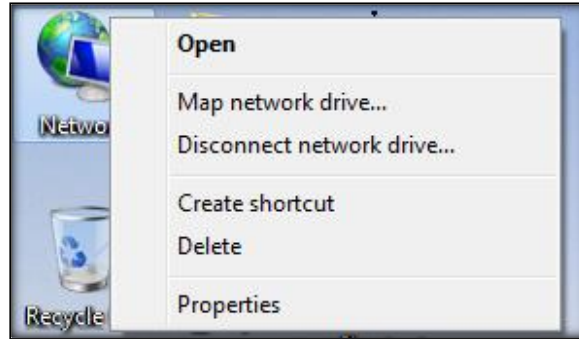 Open
Map network drive...
Disconnect network drive...
Create shortcut
Delete
Properties
Netwo
Recycle